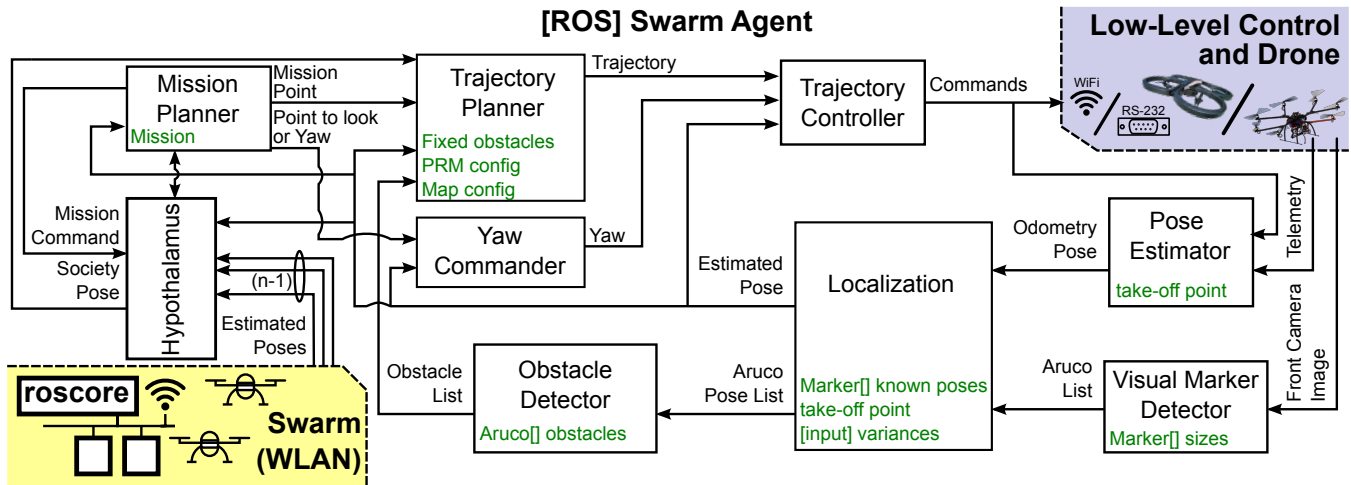 [ROS] Swarm Agent
Low-Level Control
and Drone
WiFi
RS-232
Mission
Planner
Mission
Mission
Point
Point to look
or Yaw
Trajectory
Planner
Fixed obstacles
PRM config
Map config
Trajectory
Trajectory
Controller
Commands
Hypothalamus
Mission
Command
Society
Pose
(n-1)
Estimated
Poses
Yaw
Commander
Yaw
Estimated
Pose
Localization
Marker[] known poses
take-off point
[input] variances
Odometry
Pose
Pose
Estimator
take-off point
Telemetry
Front Camera
Image
Obstacle
List
Obstacle
Detector
Aruco[] obstacles
Aruco
Pose List
Aruco
List
Visual Marker
Detector
Marker[] sizes
roscore
Swarm
(WLAN)